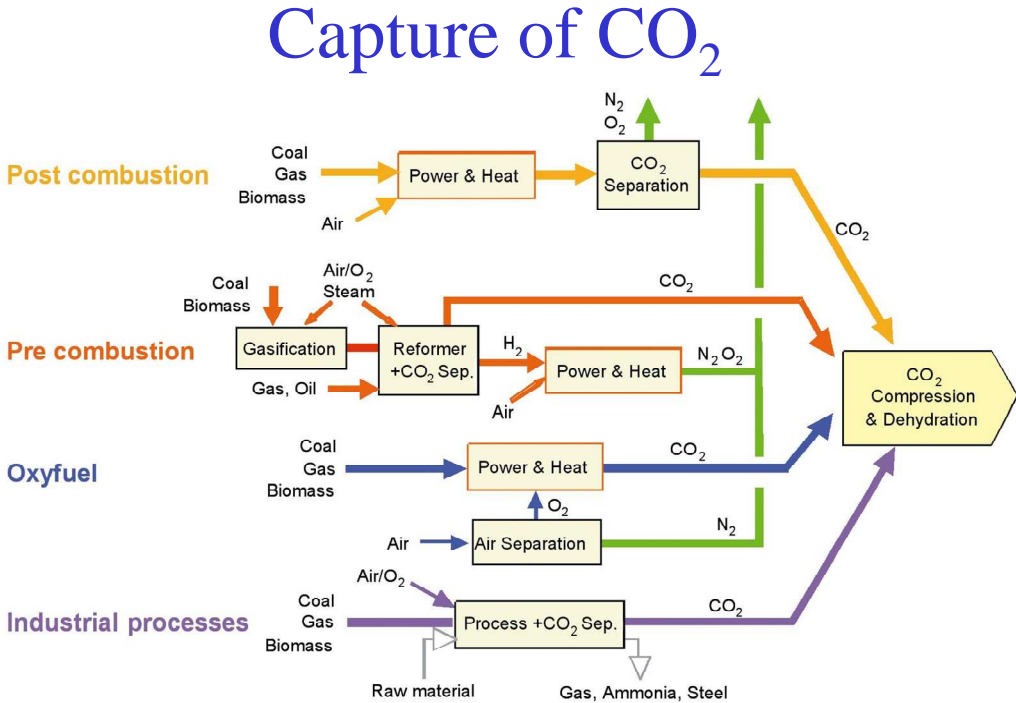 Capture of CO₂
N₂
O₂
Post combustion
Coal
Gas
Biomass
Air
Power & Heat
CO₂
Separation
CO₂
Pre combustion
Coal
Biomass
Air/O₂
Steam
Gasification
Gas, Oil
Reformer
+CO₂ Sep.
H₂
Air
Power & Heat
N₂ O₂
CO₂
CO₂
Compression
& Dehydration
Oxyfuel
Coal
Gas
Biomass
Power & Heat
CO₂
O₂
Air
Air Separation
N₂
Industrial processes
Air/O₂
Coal
Gas
Biomass
Process +CO₂ Sep.
CO₂
Raw material
Gas, Ammonia, Steel